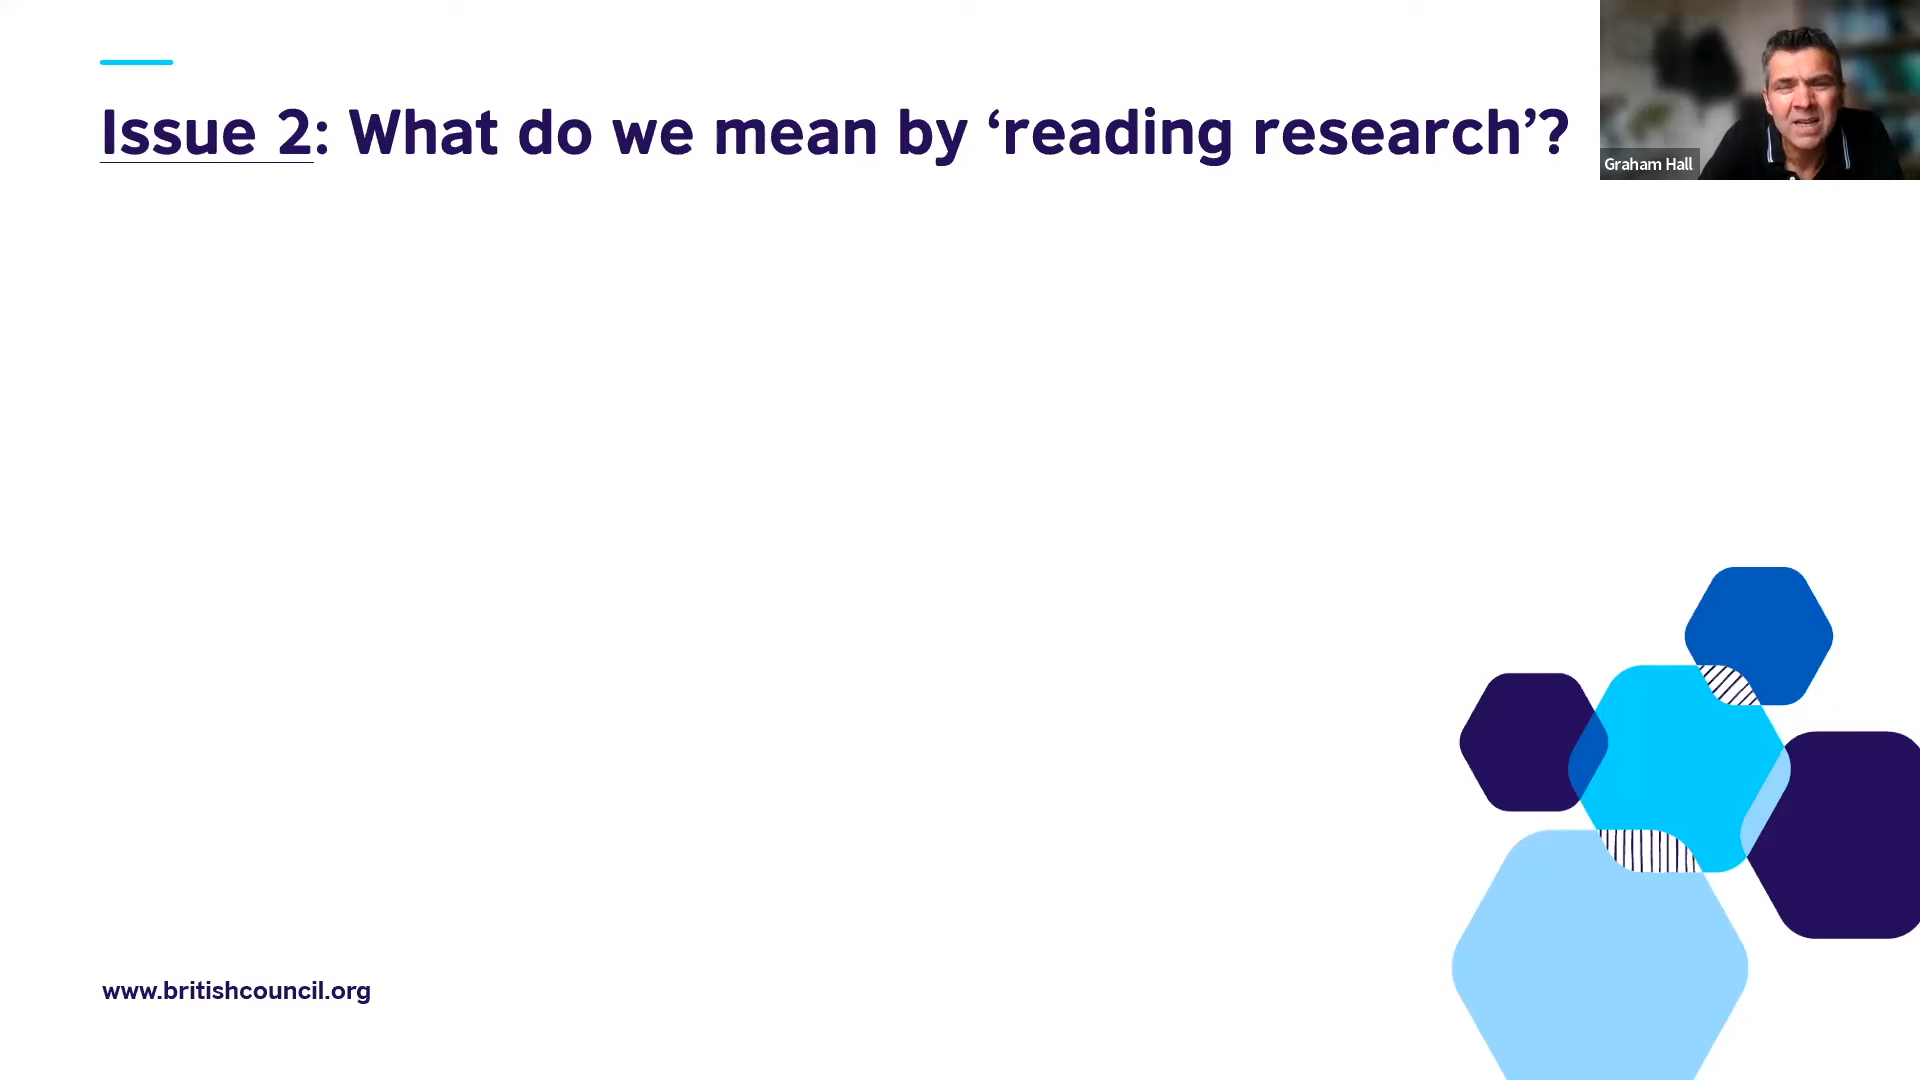 Issue 2: What do we mean by ‘reading research’?
Graham Hall
www.britishcouncil.org